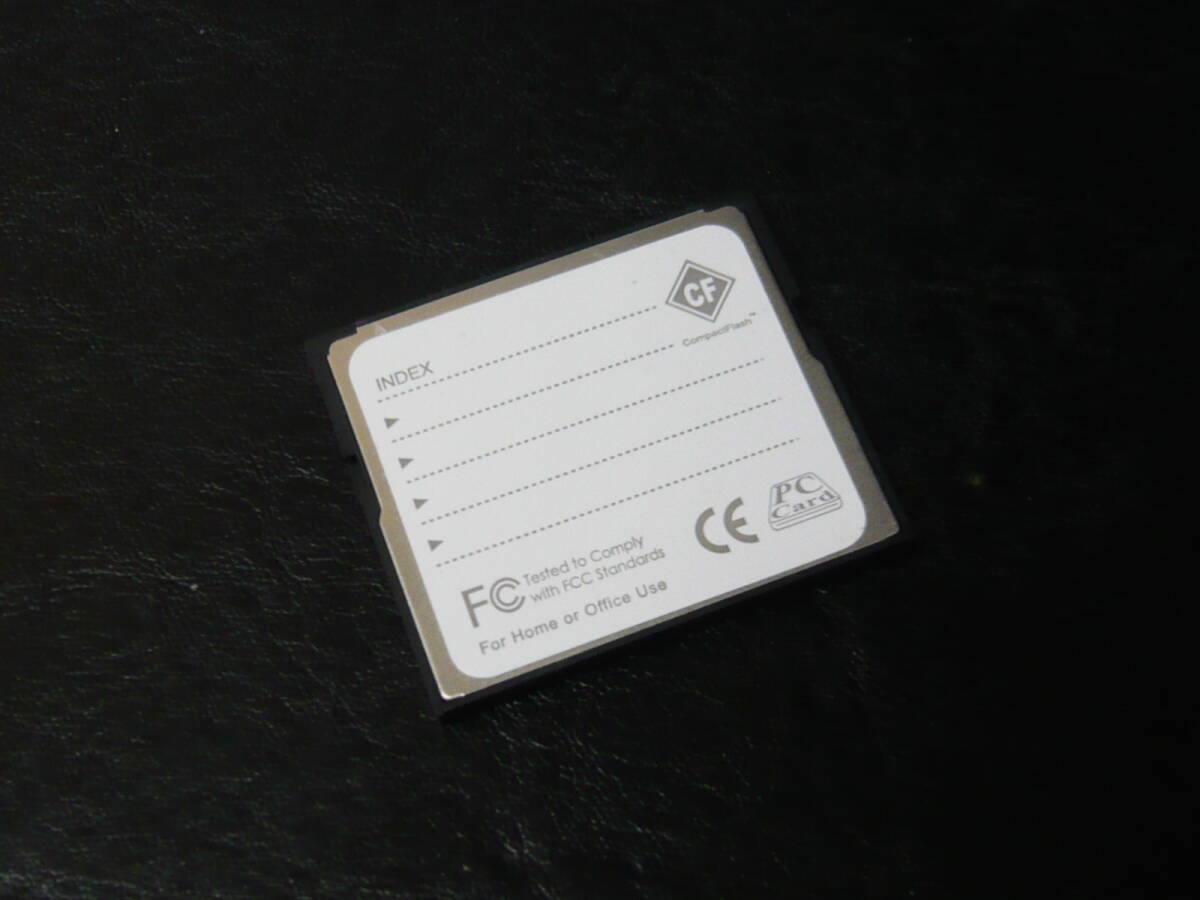 CF
CompactFlash™
INDEX
FC Tested to Comply
with FCC Standards
For Home or Office Use
CE
PC
Card